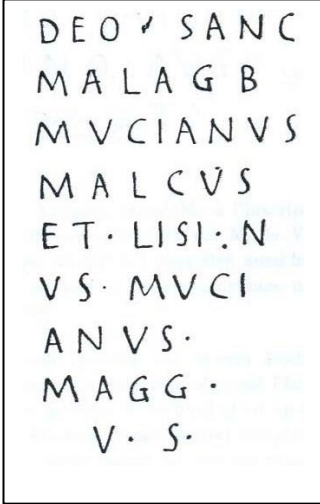 DEO ⸍ SANC
MALAGB
MVCIANVS
MALCVS
ET · LISI · N
VS · MVCI
ANVS ·
MAGG ·
V · S ·